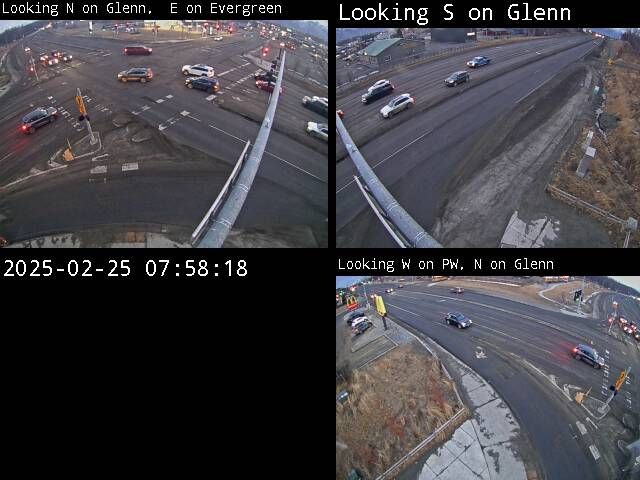 Looking N on Glenn,  E on Evergreen
Looking S on Glenn
2025-02-25 07:58:18
Looking W on PW, N on Glenn